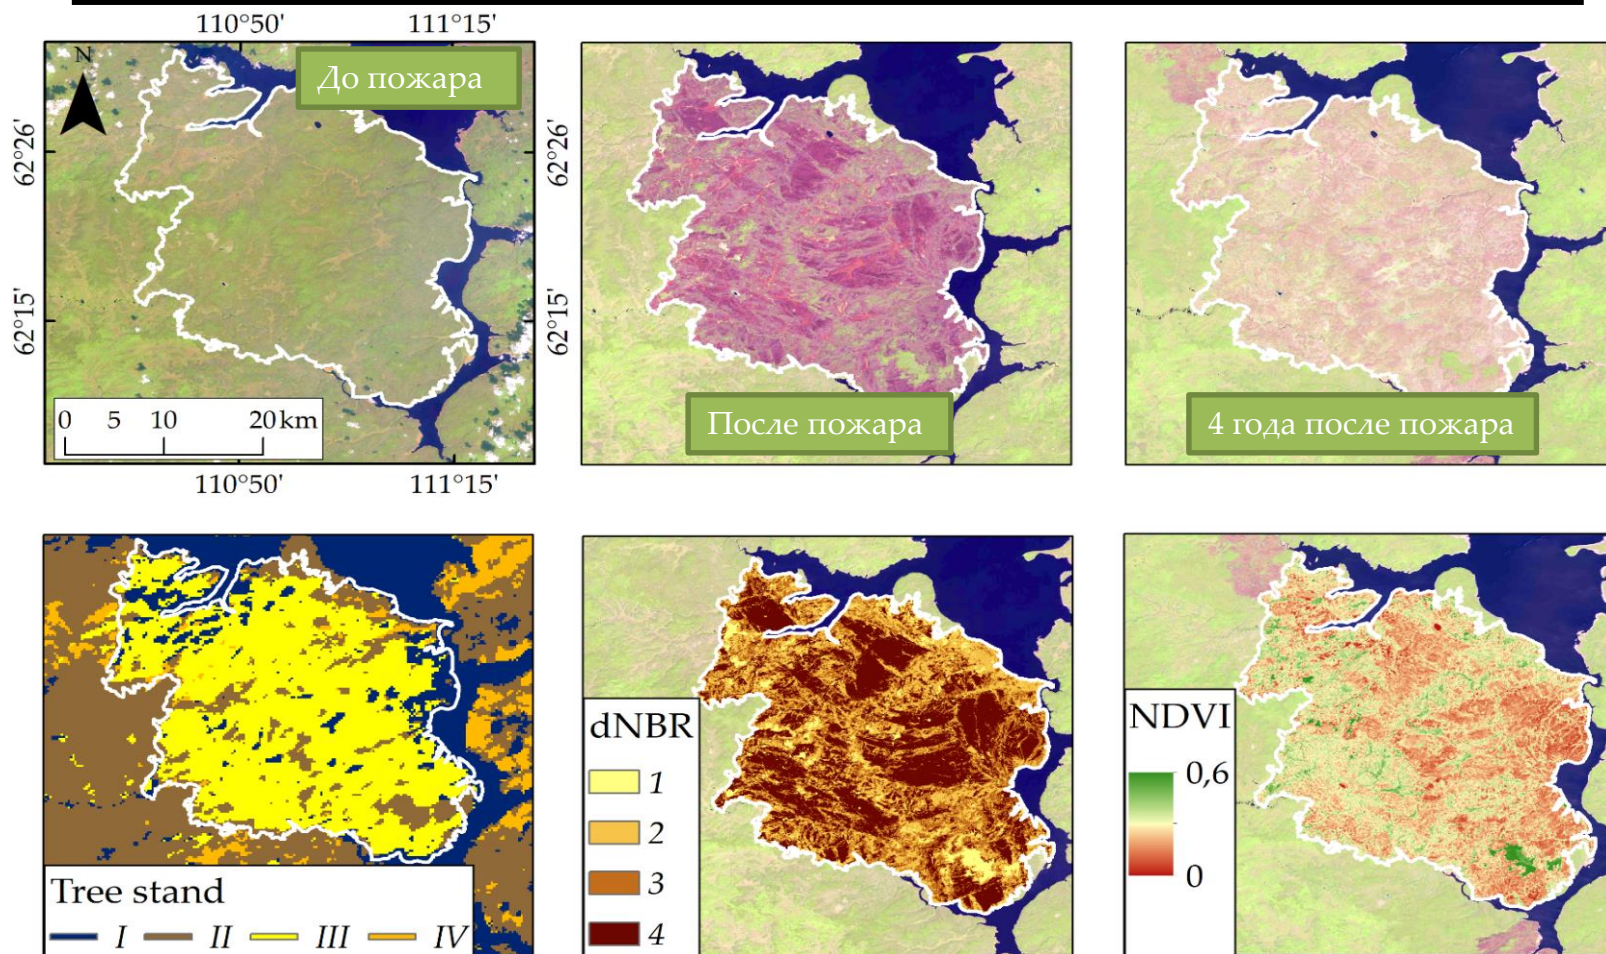 110°50' 111°15'
N
До пожара
62°26'
62°15'
0 5 10 20 km
110°50' 111°15'
62°26'
62°15'
После пожара
4 года после пожара
Tree stand
I II III IV
dNBR
1
2
3
4
NDVI
0,6
0